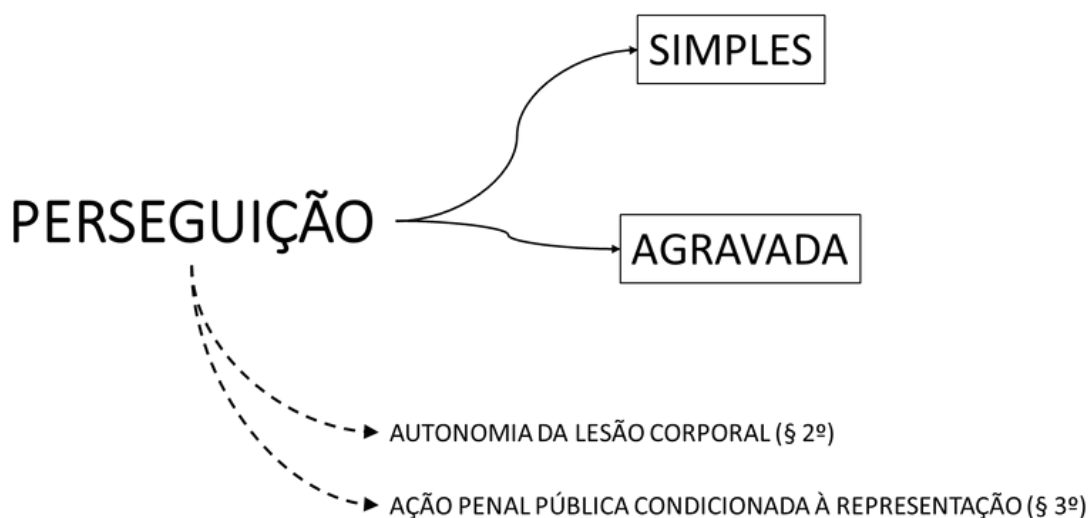 SIMPLES
PERSEGUIÇÃO
AGRAVADA
AUTONOMIA DA LESÃO CORPORAL (§ 2º)
AÇÃO PENAL PÚBLICA CONDICIONADA À REPRESENTAÇÃO (§ 3º)